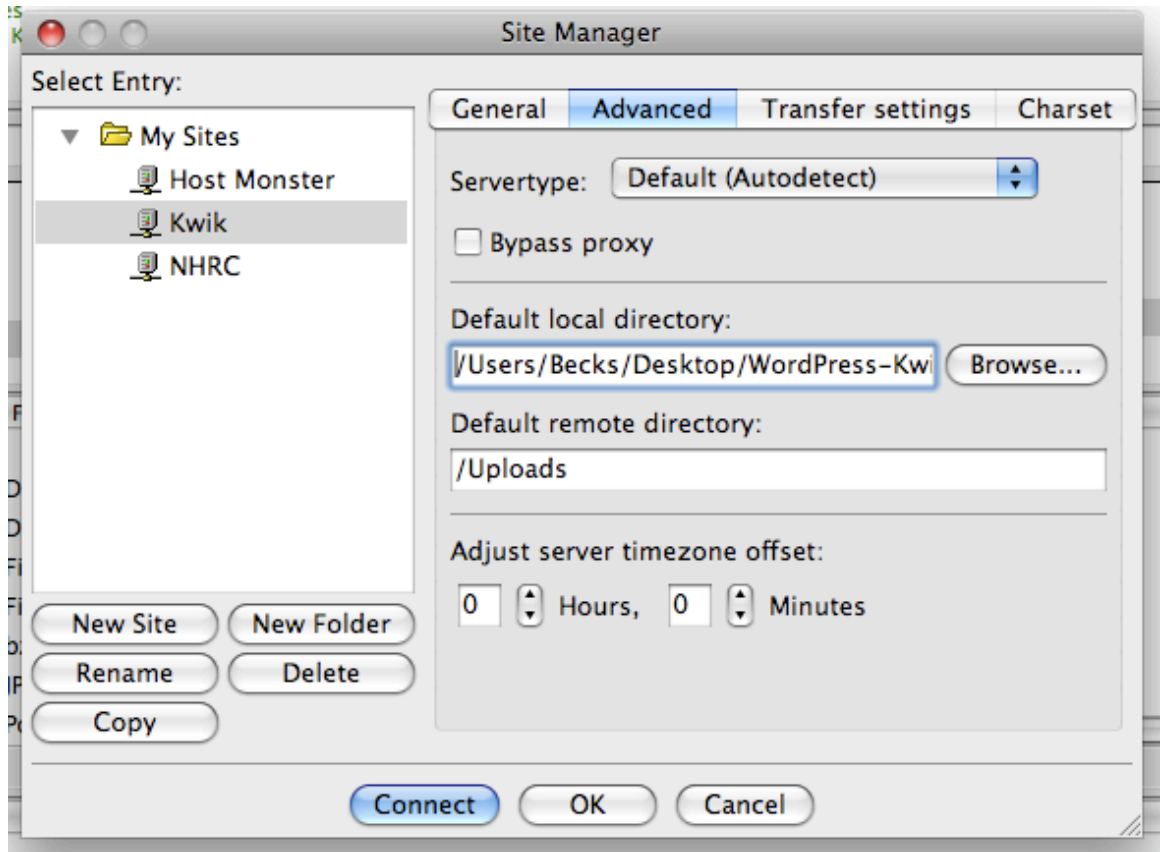 Site Manager
Select Entry:
My Sites
Host Monster
Kwik
NHRC
New Site
New Folder
Rename
Delete
Copy
General
Advanced
Transfer settings
Charset
Servertype:
Default (Autodetect)
Bypass proxy
Default local directory:
/Users/Becks/Desktop/WordPress-Kwi
Browse...
Default remote directory:
/Uploads
Adjust server timezone offset:
0 Hours, 0 Minutes
Connect
OK
Cancel